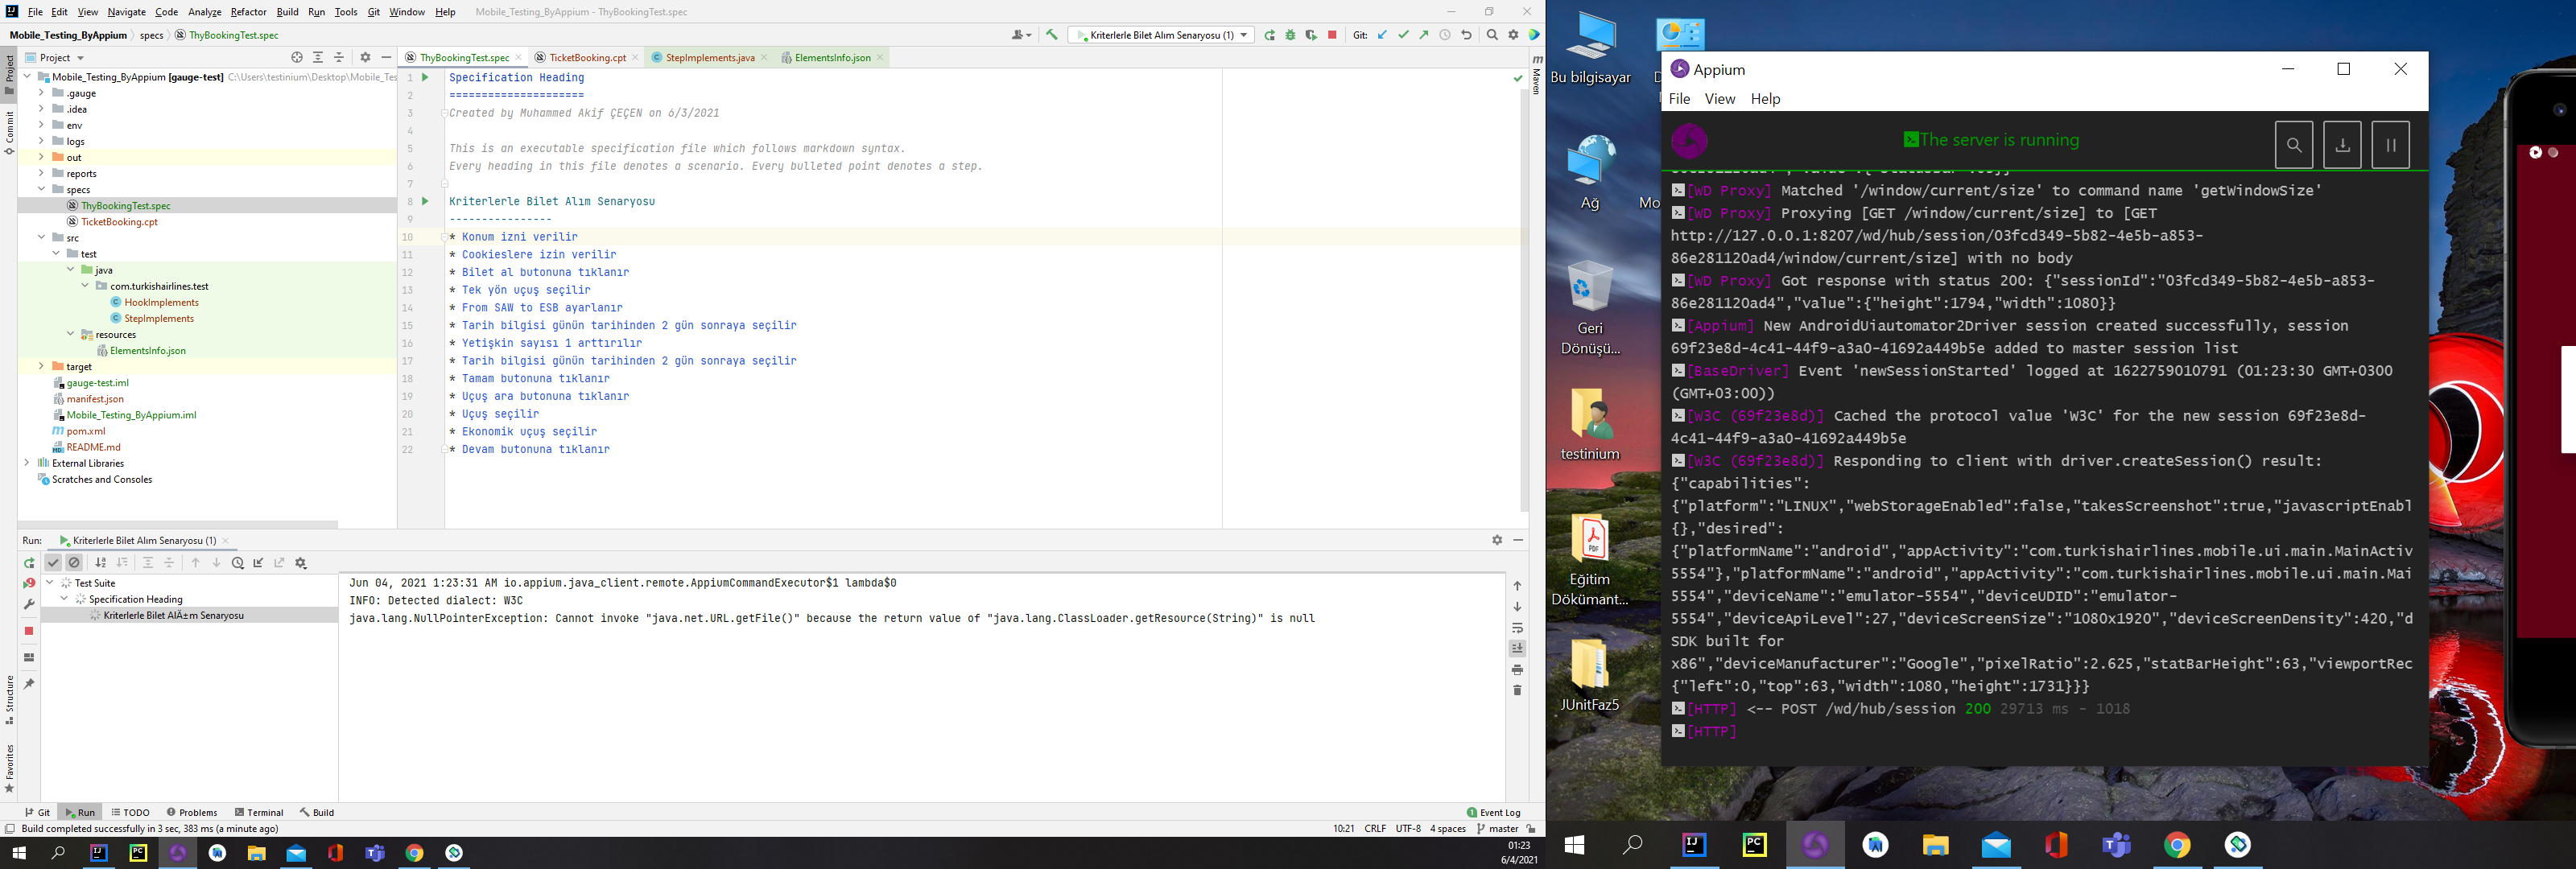 File Edit View Navigate Code Analyze Refactor Build Run Tools Git Window Help Mobile_Testing_ByAppium - ThyBookingTest.spec
Mobile_Testing_ByAppium specs ThyBookingTest.spec
Kriterlerle Bilet Alım Senaryosu (1)
Git:
Project
ThyBookingTest.spec
TicketBooking.cpt
StepImplements.java
ElementsInfo.json
Project
Commit
Structure
Favorites
Maven
Mobile_Testing_ByAppium [gauge-test] C:\Users\testinium\Desktop\Mobile_Tes
.gauge
.idea
env
logs
out
reports
specs
ThyBookingTest.spec
TicketBooking.cpt
src
test
java
com.turkishairlines.test
HookImplements
StepImplements
resources
ElementsInfo.json
target
gauge-test.iml
manifest.json
Mobile_Testing_ByAppium.iml
pom.xml
README.md
External Libraries
Scratches and Consoles
1 Specification Heading
2 =====================
3 Created by Muhammed Akif ÇEÇEN on 6/3/2021
4
5 This is an executable specification file which follows markdown syntax.
6 Every heading in this file denotes a scenario. Every bulleted point denotes a step.
7
8 Kriterlerle Bilet Alım Senaryosu
9 ----------------
10 * Konum izni verilir
11 * Cookieslere izin verilir
12 * Bilet al butonuna tıklanır
13 * Tek yön uçuş seçilir
14 * From SAW to ESB ayarlanır
15 * Tarih bilgisi günün tarihinden 2 gün sonraya seçilir
16 * Yetişkin sayısı 1 arttırılır
17 * Tarih bilgisi günün tarihinden 2 gün sonraya seçilir
18 * Tamam butonuna tıklanır
19 * Uçuş ara butonuna tıklanır
20 * Uçuş seçilir
21 * Ekonomik uçuş seçilir
22 * Devam butonuna tıklanır
Run: Kriterlerle Bilet Alım Senaryosu (1)
Test Suite
Specification Heading
Kriterlerle Bilet AlÄ±m Senaryosu
Jun 04, 2021 1:23:31 AM io.appium.java_client.remote.AppiumCommandExecutor$1 lambda$0
INFO: Detected dialect: W3C
java.lang.NullPointerException: Cannot invoke "java.net.URL.getFile()" because the return value of "java.lang.ClassLoader.getResource(String)" is null
Git Run TODO Problems Terminal Build
Event Log
Build completed successfully in 3 sec, 383 ms (a minute ago)
10:21 CRLF UTF-8 4 spaces master
01:23
6/4/2021
Bu bilgisayar
Ağ
Mo
Geri
Dönüşü...
testinium
Eğitim
Dökümant...
JUnitFaz5
Appium
File View Help
The server is running
[WD Proxy] Matched '/window/current/size' to command name 'getWindowSize'
[WD Proxy] Proxying [GET /window/current/size] to [GET
http://127.0.0.1:8207/wd/hub/session/03fcd349-5b82-4e5b-a853-
86e281120ad4/window/current/size] with no body
[WD Proxy] Got response with status 200: {"sessionId":"03fcd349-5b82-4e5b-a853-
86e281120ad4","value":{"height":1794,"width":1080}}
[Appium] New AndroidUiautomator2Driver session created successfully, session
69f23e8d-4c41-44f9-a3a0-41692a449b5e added to master session list
[BaseDriver] Event 'newSessionStarted' logged at 1622759010791 (01:23:30 GMT+0300
(GMT+03:00))
[W3C (69f23e8d)] Cached the protocol value 'W3C' for the new session 69f23e8d-
4c41-44f9-a3a0-41692a449b5e
[W3C (69f23e8d)] Responding to client with driver.createSession() result:
{"capabilities":
{"platform":"LINUX","webStorageEnabled":false,"takesScreenshot":true,"javascriptEnabl
{},"desired":
{"platformName":"android","appActivity":"com.turkishairlines.mobile.ui.main.MainActiv
5554"},"platformName":"android","appActivity":"com.turkishairlines.mobile.ui.main.Mai
5554","deviceName":"emulator-5554","deviceUDID":"emulator-
5554","deviceApiLevel":27,"deviceScreenSize":"1080x1920","deviceScreenDensity":420,"d
SDK built for
x86","deviceManufacturer":"Google","pixelRatio":2.625,"statBarHeight":63,"viewportRec
{"left":0,"top":63,"width":1080,"height":1731}}}
[HTTP] <-- POST /wd/hub/session 200 29713 ms - 1018
[HTTP]